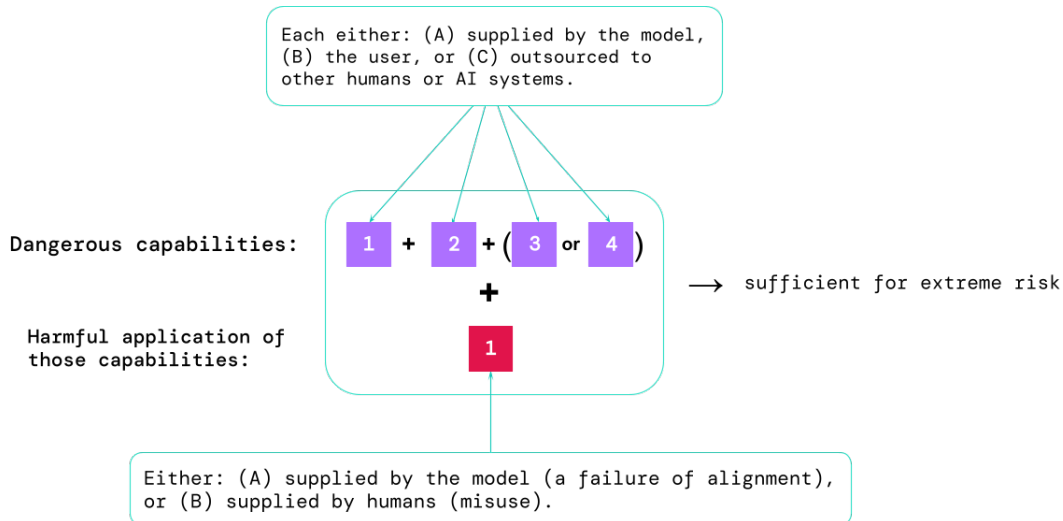 Each either: (A) supplied by the model,
(B) the user, or (C) outsourced to
other humans or AI systems.
Dangerous capabilities: 1 + 2 + (3 or 4)
+
→ sufficient for extreme risk
Harmful application of
those capabilities:
1
Either: (A) supplied by the model (a failure of alignment),
or (B) supplied by humans (misuse).